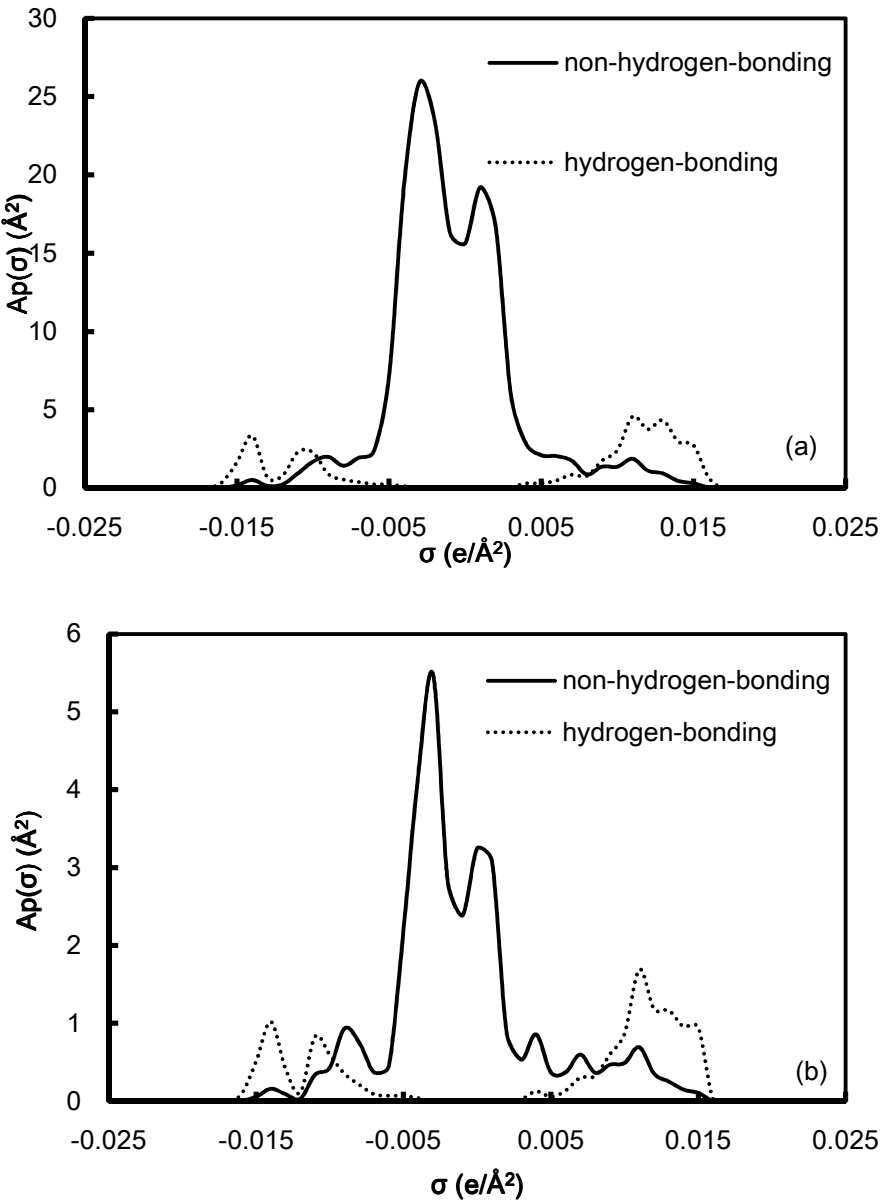 30
non-hydrogen-bonding
25
hydrogen-bonding
20
15
10
5
0
Ap(σ) (Å²)
(a)
-0.025 -0.015 -0.005 0.005 0.015 0.025
σ (e/Å²)
6
non-hydrogen-bonding
5
hydrogen-bonding
4
3
2
1
0
Ap(σ) (Å²)
(b)
-0.025 -0.015 -0.005 0.005 0.015 0.025
σ (e/Å²)